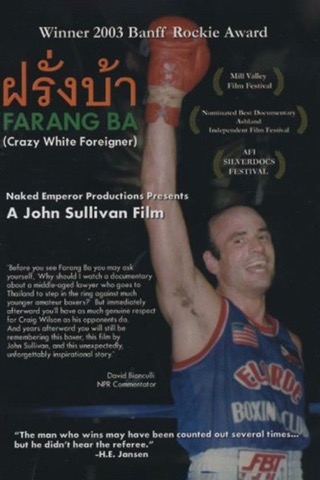 Winner 2003 Banff Rockie Award
ฝรั่งบ้า
FARANG BA
(Crazy White Foreigner)
Mill Valley
Film Festival
Nominated Best Documentary
Ashland
Independent Film Festival
AFI
SILVERDOCS
FESTIVAL
Naked Emperor Productions Presents
A John Sullivan Film
"Before you see Farang Ba you may ask
yourself, 'Why should I watch a documentary
about a middle-aged lawyer who goes to
Thailand to step in the ring against much
younger amateur boxers?' But immediately
afterward you'll have as much genuine respect
for Craig Wilson as his opponents do.
And years afterward you will still be
remembering this boxer, this film by
John Sullivan, and this unexpectedly,
unforgettably inspirational story."
David Bianculli
NPR Commentator
BOXING CLUB
FBT
"The man who wins may have been counted out several times...
but he didn't hear the referee."
-H.E. Jansen